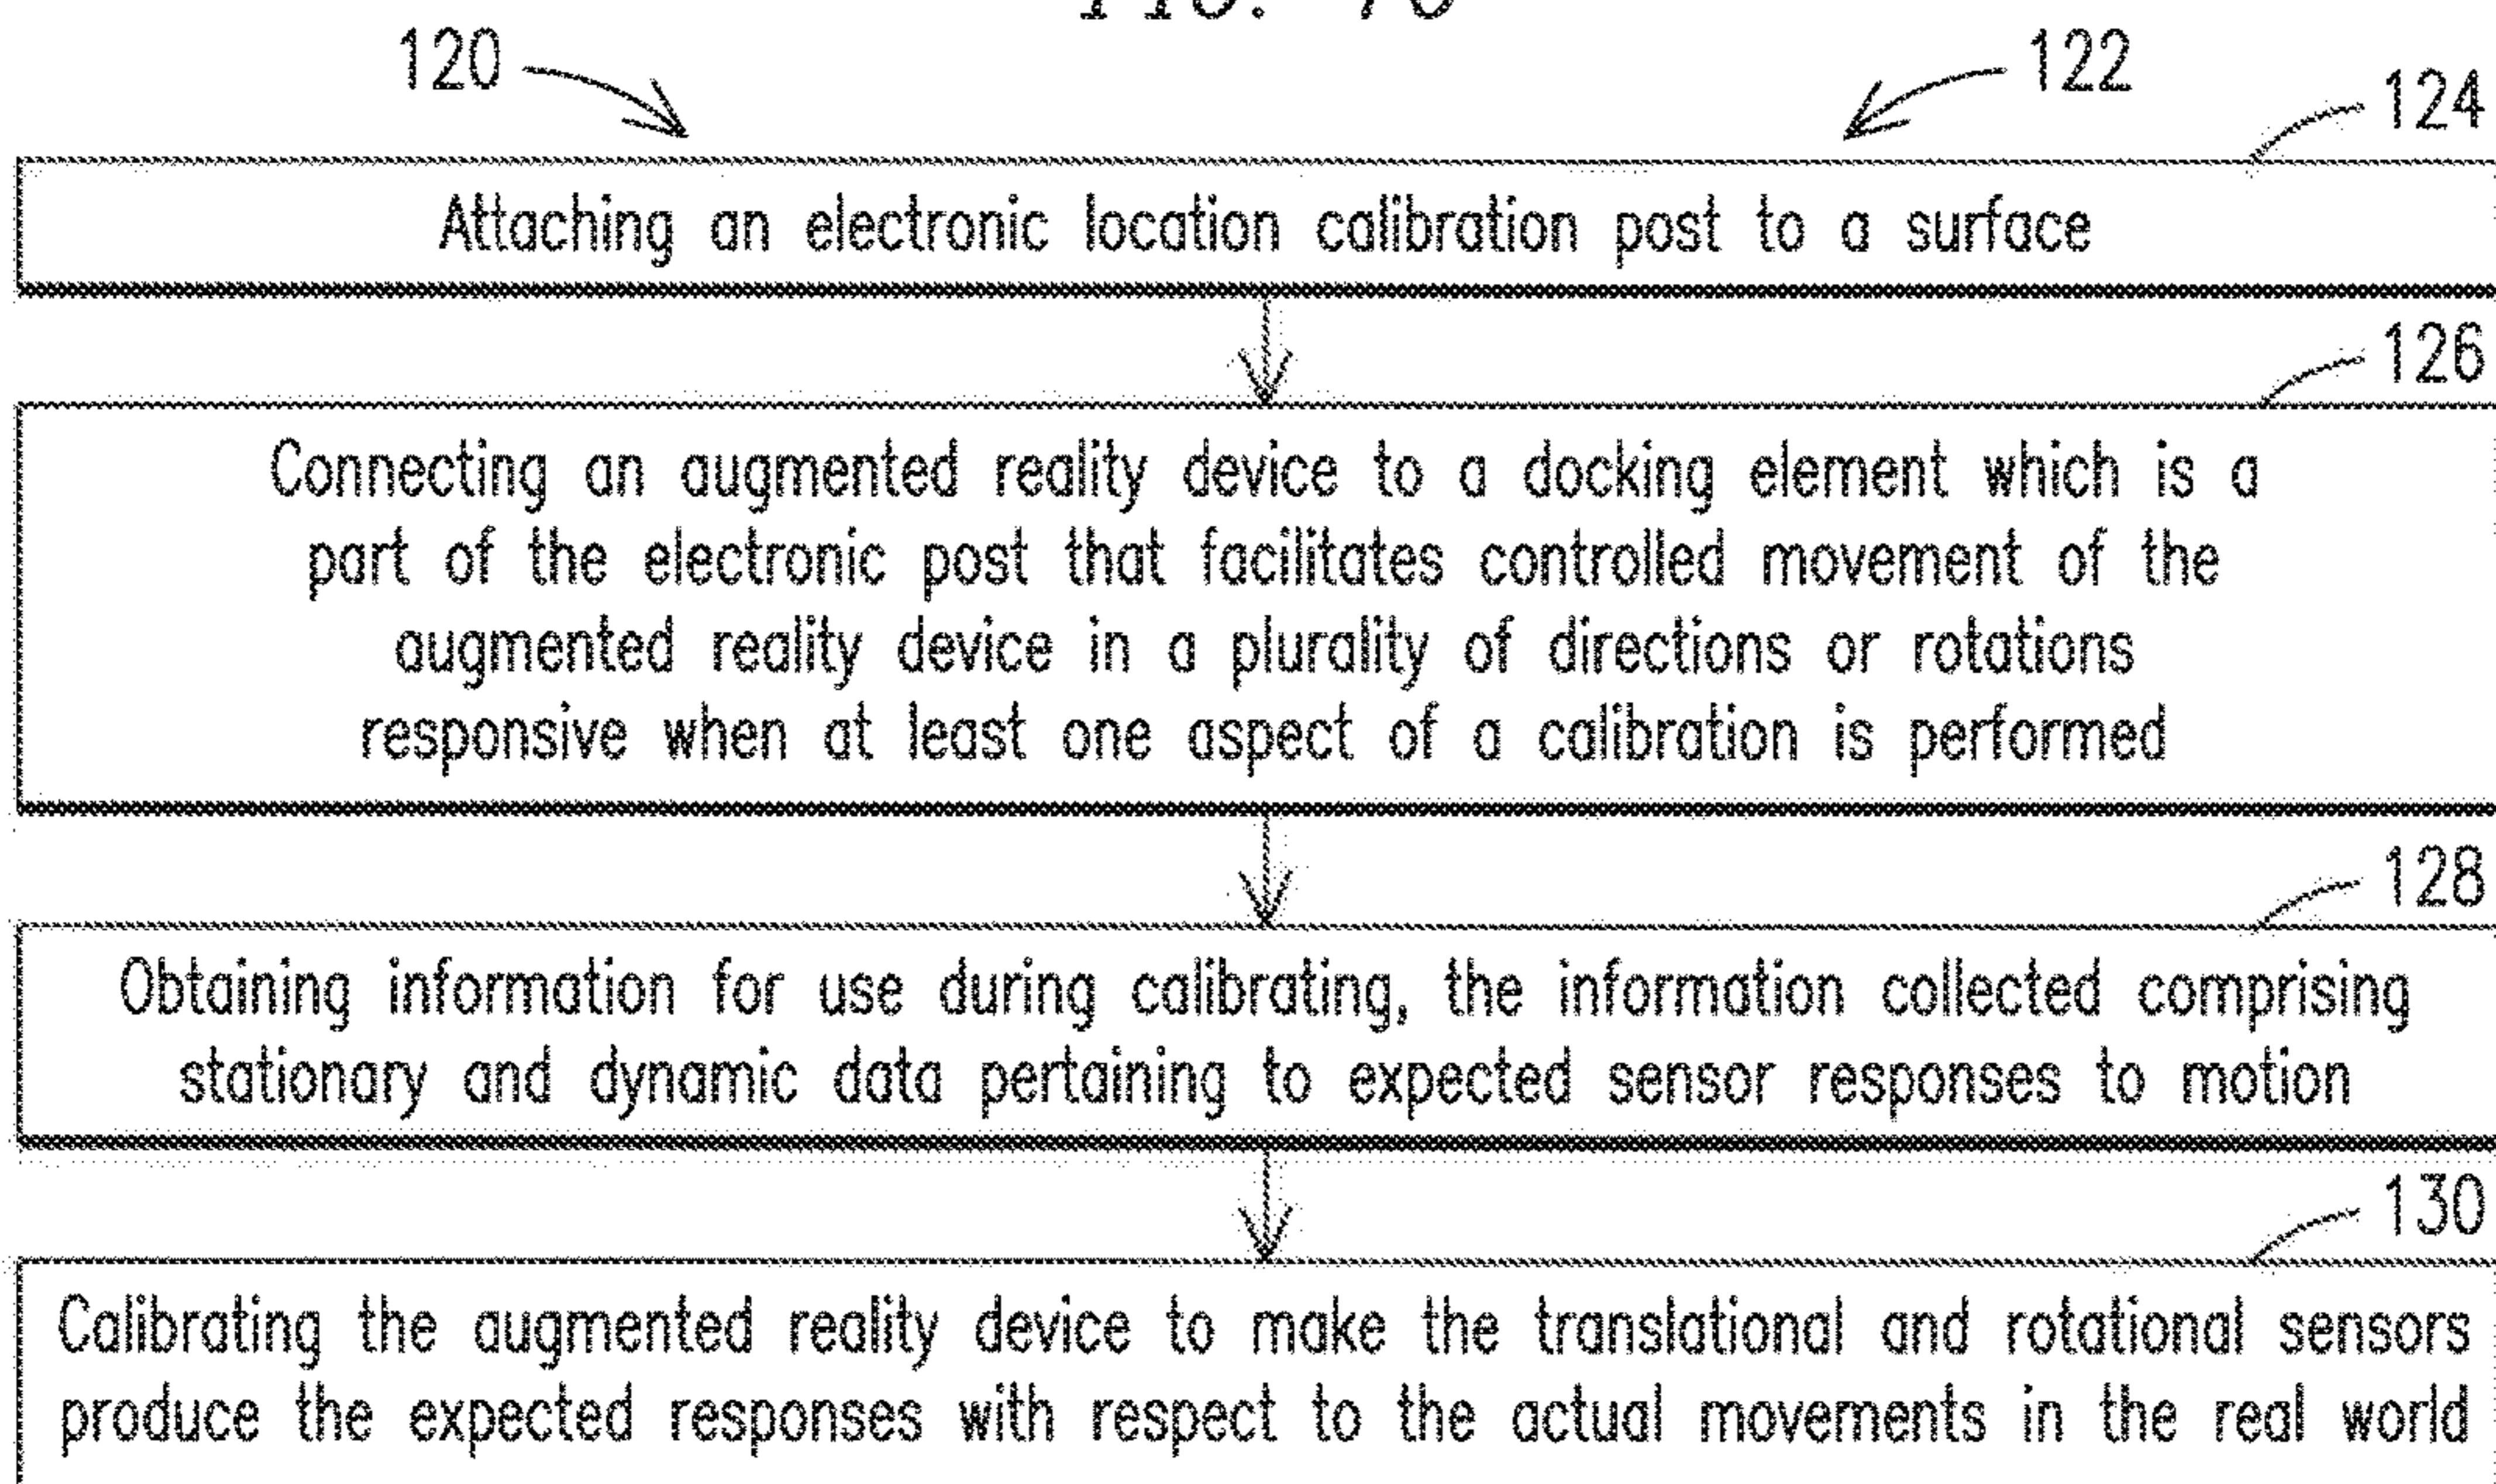 120
122
124
Attaching an electronic location calibration post to a surface
126
Connecting an augmented reality device to a docking element which is a
part of the electronic post that facilitates controlled movement of the
augmented reality device in a plurality of directions or rotations
responsive when at least one aspect of a calibration is performed
128
Obtaining information for use during calibrating, the information collected comprising
stationary and dynamic data pertaining to expected sensor responses to motion
130
Calibrating the augmented reality device to make the translational and rotational sensors
produce the expected responses with respect to the actual movements in the real world